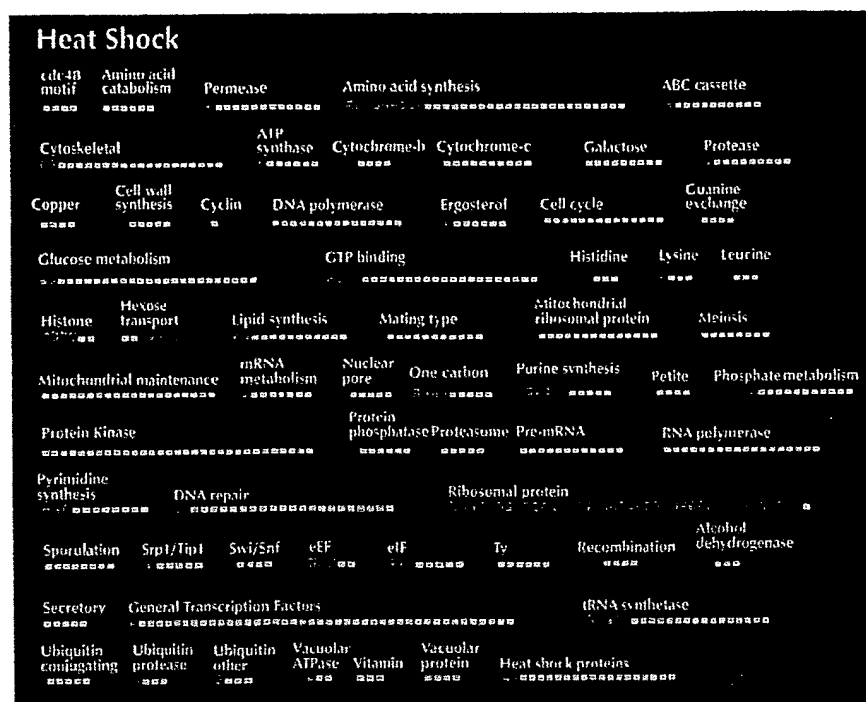 Heat Shock
cdc48 motif
Amino acid catabolism
Permease
Amino acid synthesis
ABC cassette
Cytoskeletal
ATP synthase
Cytochrome-b
Cytochrome-c
Galactose
Protease
Copper
Cell wall synthesis
Cyclin
DNA polymerase
Ergosterol
Cell cycle
Guanine exchange
Glucose metabolism
GTP binding
Histidine
Lysine
Leucine
Histone
Hexose transport
Lipid synthesis
Mating type
Mitochondrial ribosomal protein
Meiosis
Mitochondrial maintenance
mRNA metabolism
Nuclear pore
One carbon
Purine synthesis
Petite
Phosphate metabolism
Protein Kinase
Protein phosphatase
Proteasome
Pre-mRNA
RNA polymerase
Pyrimidine synthesis
DNA repair
Ribosomal protein
Sporulation
Srp1/Tip1
Swi/Snf
eEF
eIF
Ty
Recombination
Alcohol dehydrogenase
Secretory
General Transcription Factors
tRNA synthetase
Ubiquitin conjugating
Ubiquitin protease
Ubiquitin other
Vacuolar ATPase
Vitamin
Vacuolar protein
Heat shock proteins